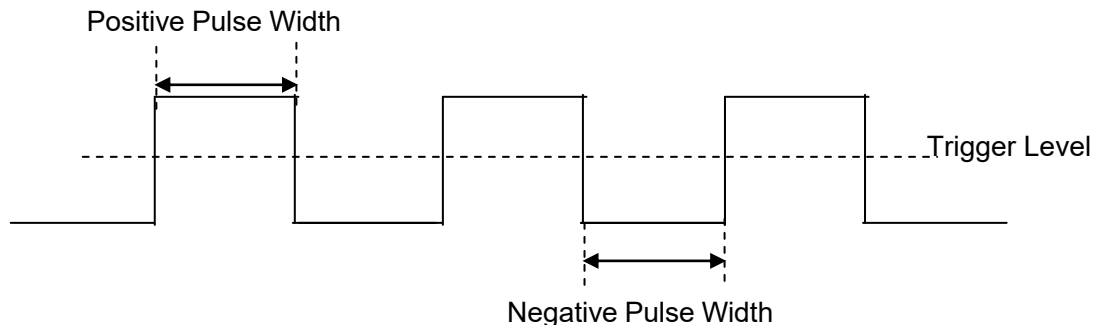 Positive Pulse Width
Trigger Level
Negative Pulse Width